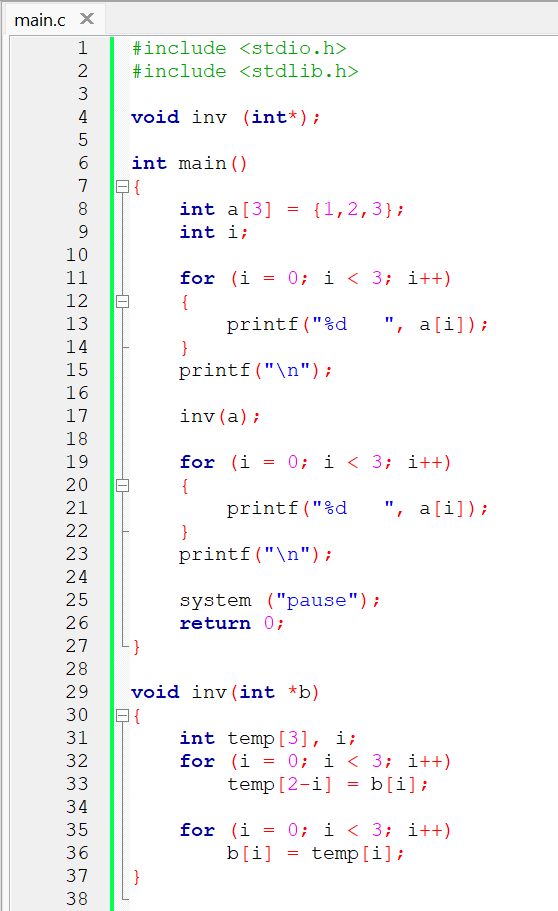 main.c ×
1 #include <stdio.h>
2 #include <stdlib.h>
3
4 void inv (int*);
5
6 int main()
7 {
8     int a[3] = {1,2,3};
9     int i;
10
11     for (i = 0; i < 3; i++)
12     {
13         printf("%d   ", a[i]);
14     }
15     printf("\n");
16
17     inv(a);
18
19     for (i = 0; i < 3; i++)
20     {
21         printf("%d   ", a[i]);
22     }
23     printf("\n");
24
25     system ("pause");
26     return 0;
27 }
28
29 void inv(int *b)
30 {
31     int temp[3], i;
32     for (i = 0; i < 3; i++)
33         temp[2-i] = b[i];
34
35     for (i = 0; i < 3; i++)
36         b[i] = temp[i];
37 }
38